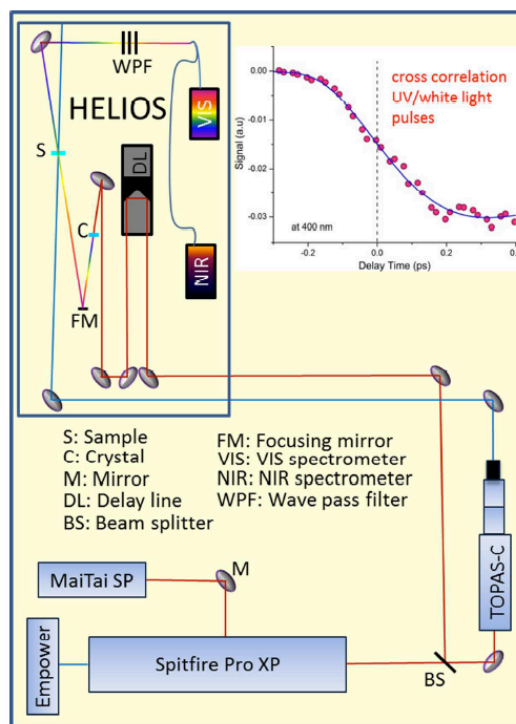 WPF
HELIOS
VIS
S
DL
C
NIR
FM
cross correlation
UV/white light
pulses
Signal (a.u)
0.00
-0.01
-0.02
-0.03
at 400 nm
-0.2
0.0
0.2
Delay Time (ps)
S: Sample
C: Crystal
M: Mirror
DL: Delay line
BS: Beam splitter
FM: Focusing mirror
VIS: VIS spectrometer
NIR: NIR spectrometer
WPF: Wave pass filter
TOPAS-C
MaiTai SP
M
Empower
Spitfire Pro XP
BS